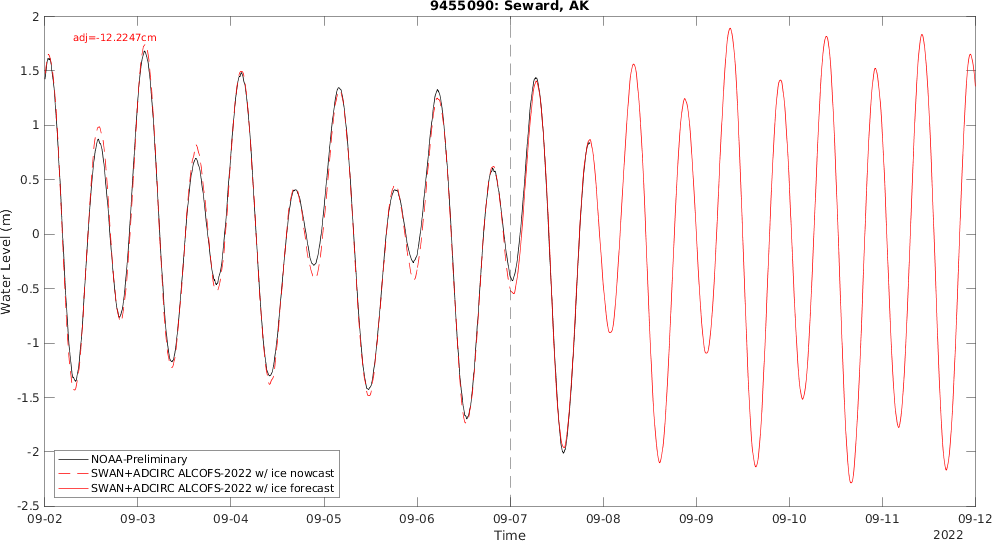 9455090: Seward, AK
adj=-12.2247cm
Water Level (m)
2
1.5
1
0.5
0
-0.5
-1
-1.5
-2
-2.5
NOAA-Preliminary
SWAN+ADCIRC ALCOFS-2022 w/ ice nowcast
SWAN+ADCIRC ALCOFS-2022 w/ ice forecast
09-02 09-03 09-04 09-05 09-06 09-07 09-08 09-09 09-10 09-11 09-12
Time
2022